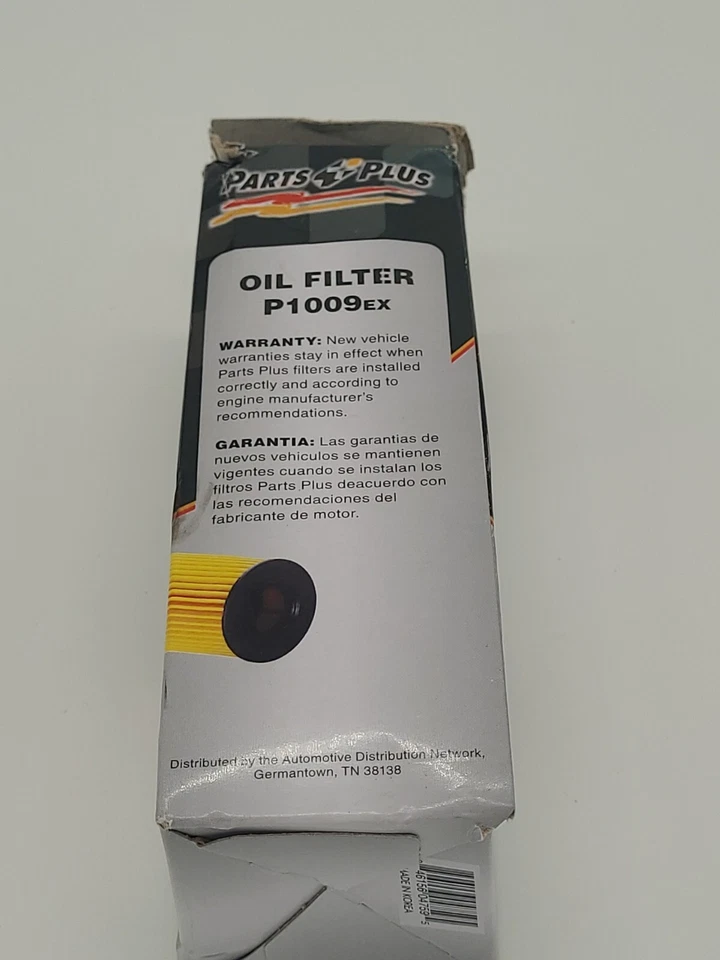 PARTS PLUS
OIL FILTER
P1009EX
WARRANTY: New vehicle
warranties stay in effect when
Parts Plus filters are installed
correctly and according to
engine manufacturer's
recommendations.
GARANTIA: Las garantias de
nuevos vehiculos se mantienen
vigentes cuando se instalan los
filtros Parts Plus deacuerdo con
las recomendaciones del
fabricante de motor.
Distributed by the Automotive Distribution Network,
Germantown, TN 38138
MADE IN KOREA